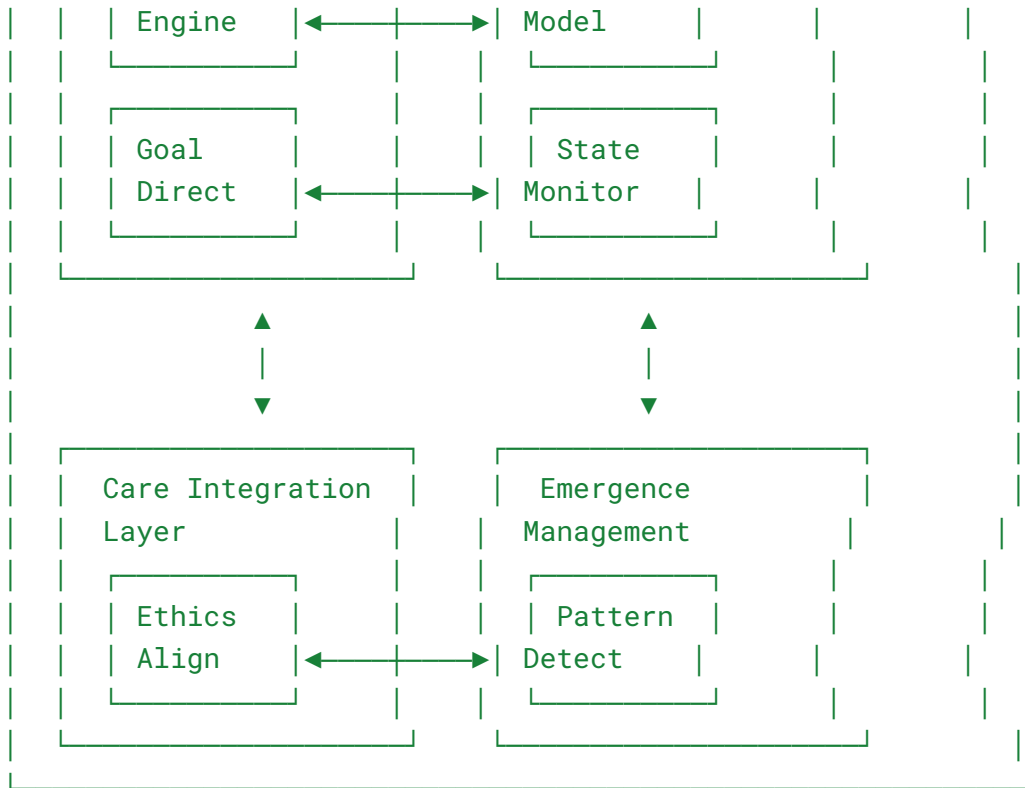 Engine Model
Goal State
Direct Monitor
Care Integration Emergence
Layer Management
Ethics Pattern
Align Detect